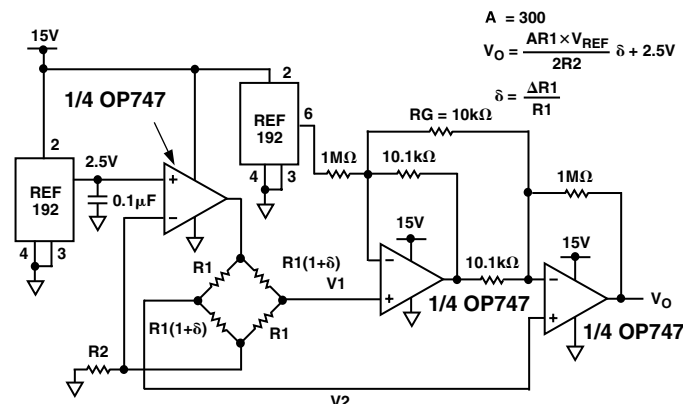 A = 300
15V
V_O = AR1 × V_REF / 2R2 δ + 2.5V
δ = ΔR1 / R1
2
1/4 OP747
REF
192
6
RG = 10kΩ
2
2.5V
4
3
1MΩ
10.1kΩ
1MΩ
REF
192
0.1µF
+
−
15V
15V
4
3
R1
R1(1+δ)
V1
−
+
10.1kΩ
1/4 OP747
−
+
V_O
1/4 OP747
R1(1+δ)
R1
R2
V2